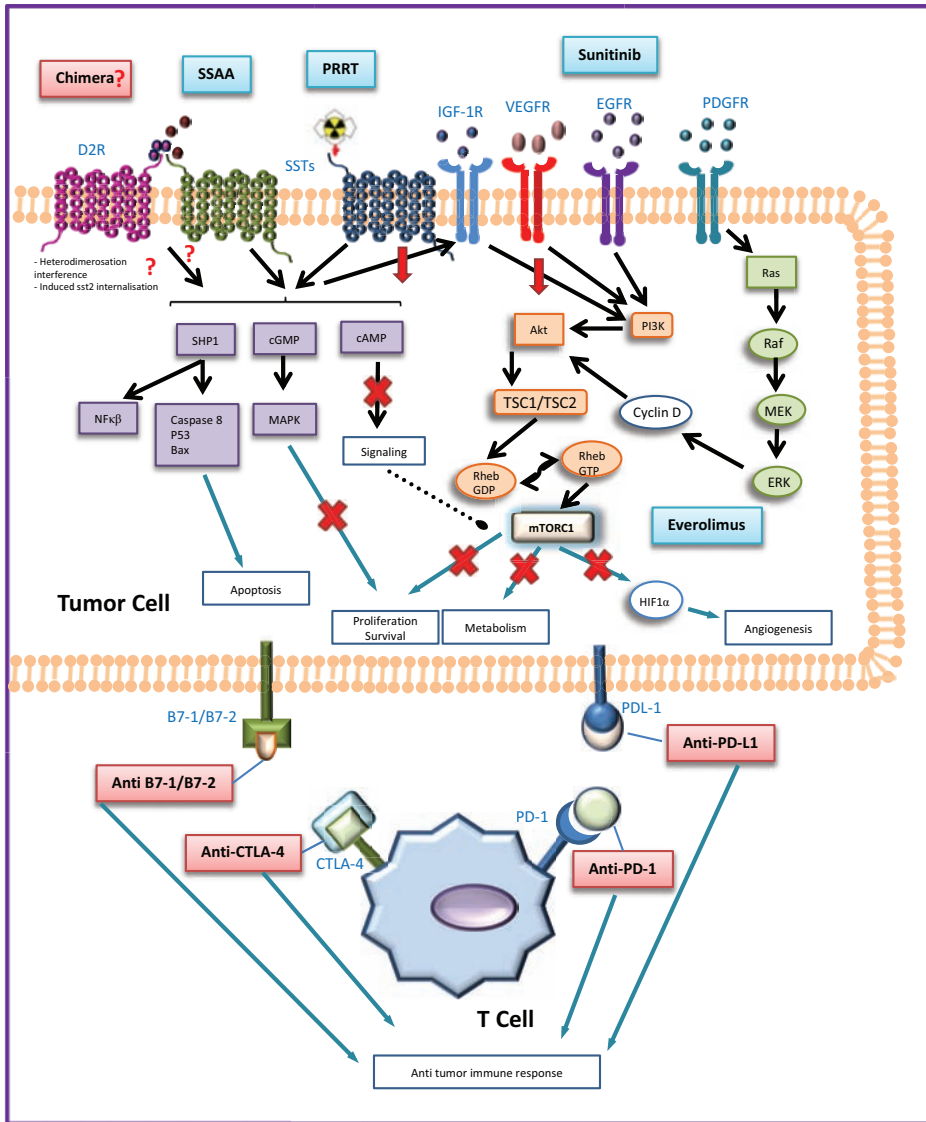 Sunitinib
Chimera?
SSAA
PRRT
IGF-1R
VEGFR
EGFR
PDGFR
D2R
SSTs
- Heterodimerosation
interference
- Induced sst2 internalisation
?
?
Ras
SHP1
cGMP
cAMP
Akt
PI3K
Raf
NFκβ
Caspase 8
P53
Bax
MAPK
TSC1/TSC2
Cyclin D
MEK
Signaling
Rheb
GDP
Rheb
GTP
ERK
mTORC1
Everolimus
Tumor Cell
Apoptosis
Proliferation
Survival
Metabolism
HIF1α
Angiogenesis
B7-1/B7-2
PDL-1
Anti-PD-L1
Anti B7-1/B7-2
PD-1
Anti-CTLA-4
CTLA-4
Anti-PD-1
T Cell
Anti tumor immune response